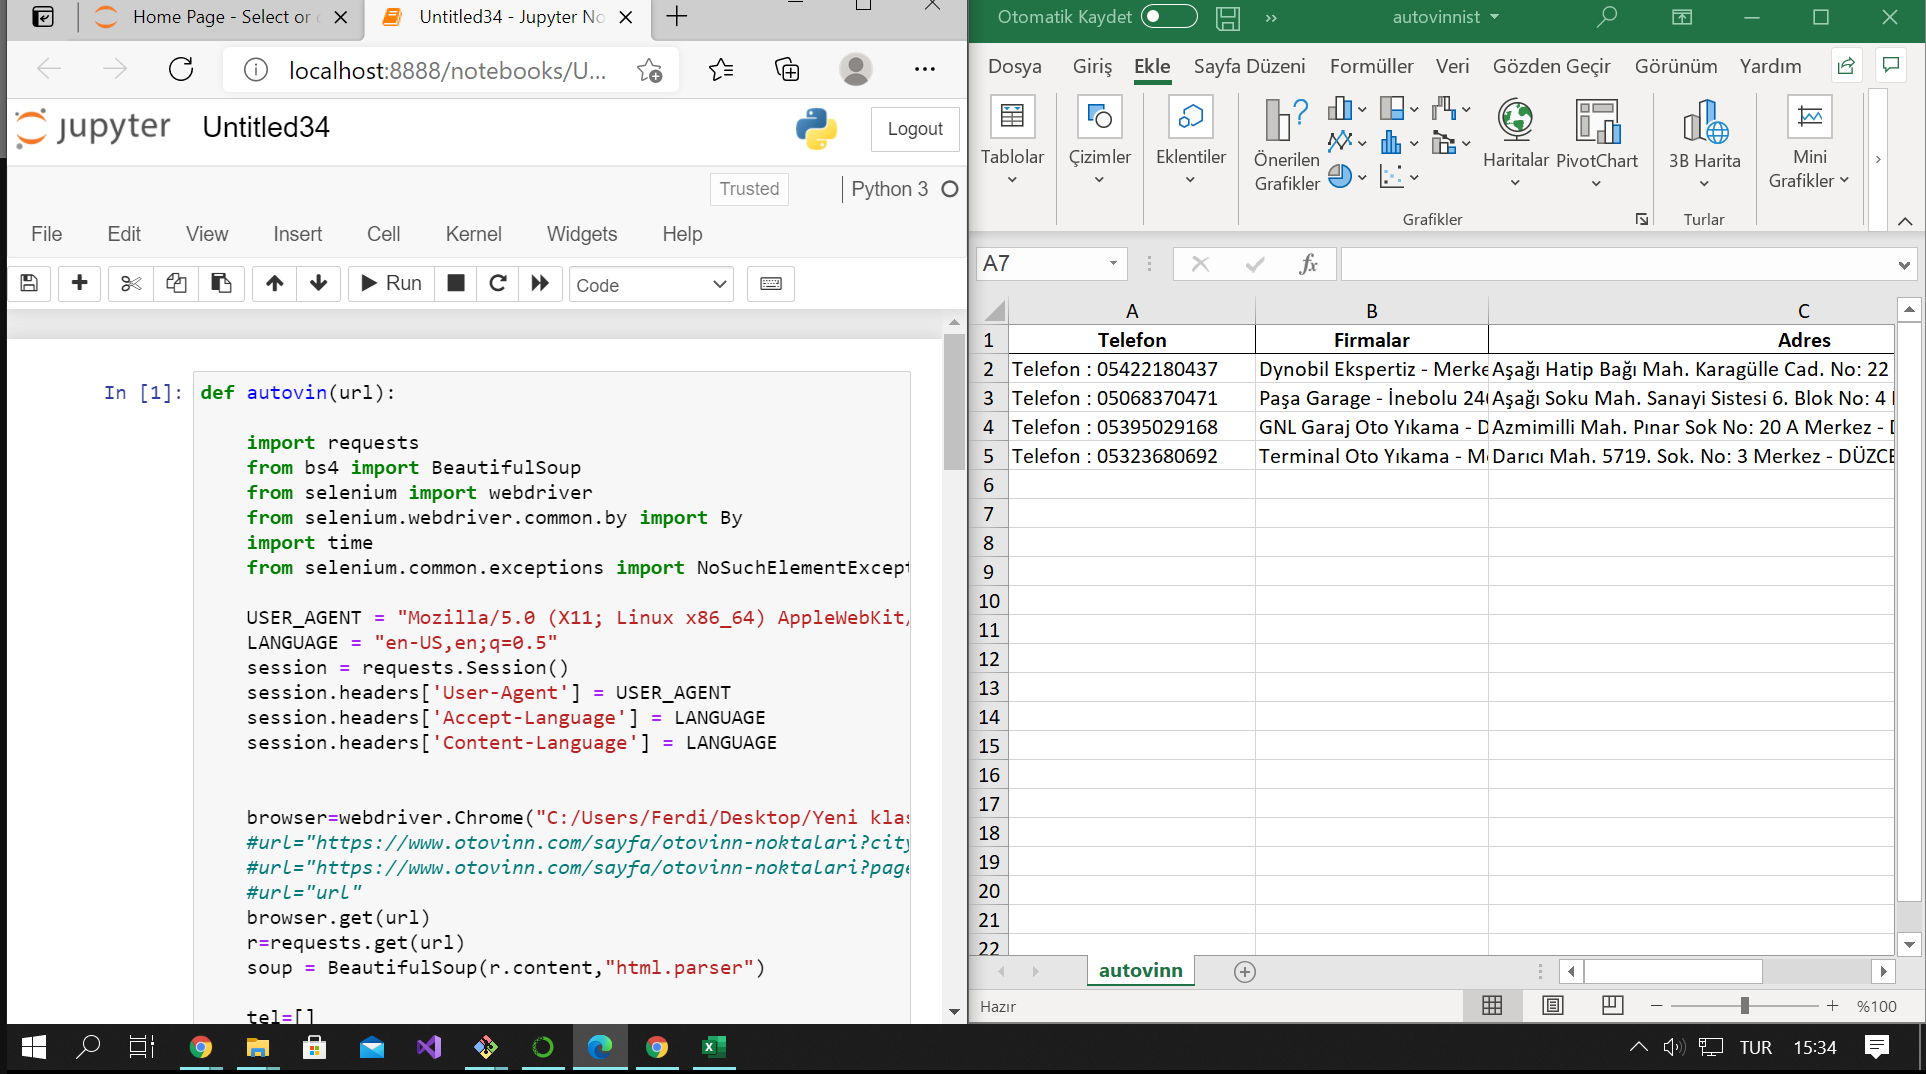 Home Page - Select or
Untitled34 - Jupyter No
localhost:8888/notebooks/U...
jupyter
Untitled34
Logout
Trusted
Python 3
File
Edit
View
Insert
Cell
Kernel
Widgets
Help
Run
Code
In [1]:
def autovin(url):
import requests
from bs4 import BeautifulSoup
from selenium import webdriver
from selenium.webdriver.common.by import By
import time
from selenium.common.exceptions import NoSuchElementExcept
USER_AGENT = "Mozilla/5.0 (X11; Linux x86_64) AppleWebKit/
LANGUAGE = "en-US,en;q=0.5"
session = requests.Session()
session.headers['User-Agent'] = USER_AGENT
session.headers['Accept-Language'] = LANGUAGE
session.headers['Content-Language'] = LANGUAGE
browser=webdriver.Chrome("C:/Users/Ferdi/Desktop/Yeni klas
#url="https://www.otovinn.com/sayfa/otovinn-noktalari?city
#url="https://www.otovinn.com/sayfa/otovinn-noktalari?page
#url="url"
browser.get(url)
r=requests.get(url)
soup = BeautifulSoup(r.content,"html.parser")
tel=[]
Otomatik Kaydet
autovinnist
Dosya
Giriş
Ekle
Sayfa Düzeni
Formüller
Veri
Gözden Geçir
Görünüm
Yardım
Tablolar
Çizimler
Eklentiler
Önerilen
Grafikler
Haritalar
PivotChart
3B Harita
Mini
Grafikler
Grafikler
Turlar
A7
fx
A
B
C
1 Telefon Firmalar Adres
2 Telefon : 05422180437 Dynobil Ekspertiz - Merke Aşağı Hatip Bağı Mah. Karagülle Cad. No: 22
3 Telefon : 05068370471 Paşa Garage - İnebolu 24 Aşağı Soku Mah. Sanayi Sistesi 6. Blok No: 4
4 Telefon : 05395029168 GNL Garaj Oto Yıkama - D Azmimilli Mah. Pınar Sok No: 20 A Merkez -
5 Telefon : 05323680692 Terminal Oto Yıkama - Me Darıcı Mah. 5719. Sok. No: 3 Merkez - DÜZCE
6
7
8
9
10
11
12
13
14
15
16
17
18
19
20
21
22
autovinn
Hazır
%100
TUR
15:34